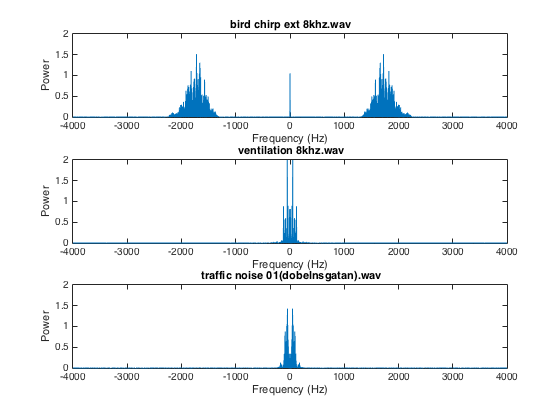 bird chirp ext 8khz.wav
2
1.5
1
0.5
0
Power
-4000 -3000 -2000 -1000 0 1000 2000 3000 4000
Frequency (Hz)
ventilation 8khz.wav
2
1.5
1
0.5
0
Power
-4000 -3000 -2000 -1000 0 1000 2000 3000 4000
Frequency (Hz)
traffic noise 01(dobelnsgatan).wav
2
1.5
1
0.5
0
Power
-4000 -3000 -2000 -1000 0 1000 2000 3000 4000
Frequency (Hz)